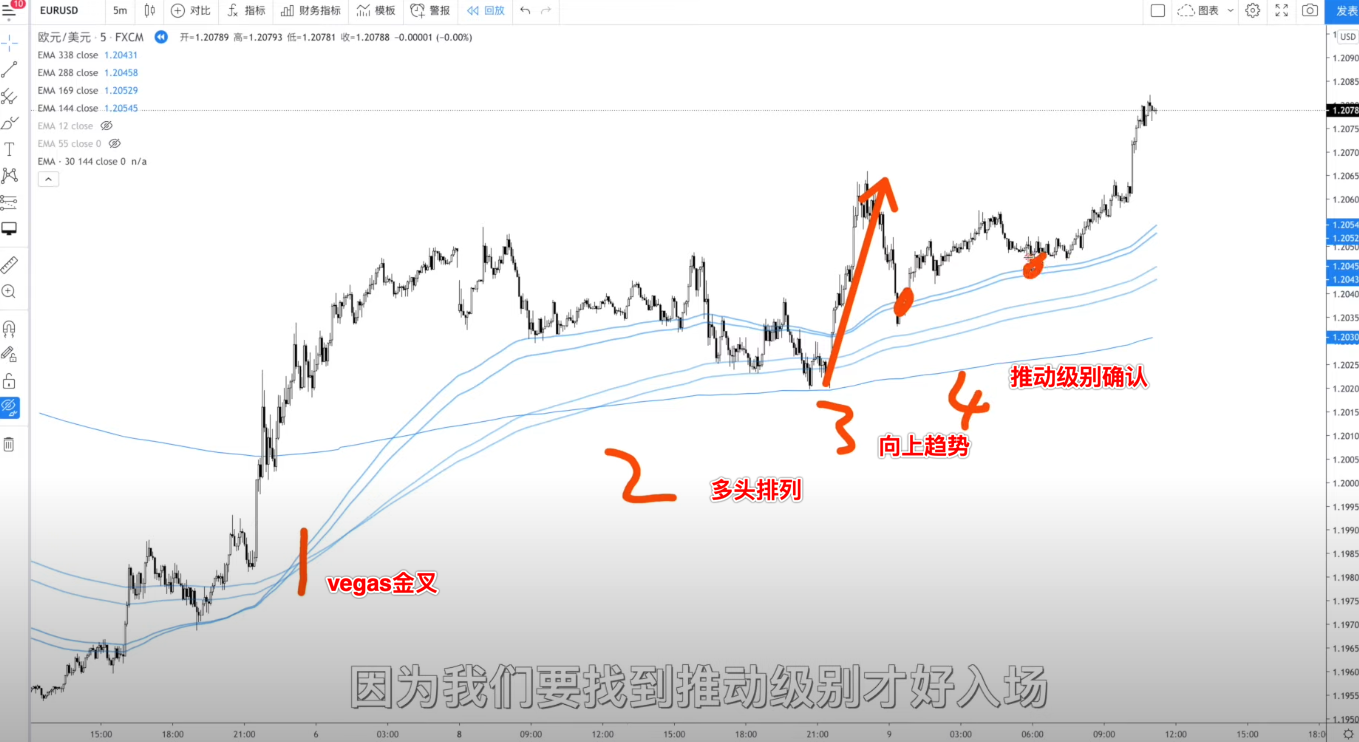 10
EURUSD 5m 对比 指标 财务指标 模板 警报 回放 图表 发表
欧元/美元 · 5 · FXCM 开=1.20789 高=1.20793 低=1.20781 收=1.20788 -0.00001 (-0.00%)
USD
EMA 338 close 1.20431
EMA 288 close 1.20458
EMA 169 close 1.20529
EMA 144 close 1.20545
EMA 12 close
EMA 55 close 0
EMA · 30 144 close 0 n/a
1.2090
1.2085
1.2078
1.2075
1.2070
1.2065
1.2060
1.2054
1.2052
1.2050
1.2045
1.2043
1.2040
1.2035
1.2030
1.2025
1.2020
1.2015
1.2010
1.2005
1.2000
1.1995
1.1990
1.1985
1.1980
1.1975
1.1970
1.1965
1.1960
1.1955
1.1950
推动级别确认
4
3
向上趋势
2
多头排列
1
vegas金叉
因为我们要找到推动级别才好入场
15:00 18:00 21:00 6 03:00 8 09:00 12:00 15:00 18:00 21:00 9 03:00 06:00 09:00 12:00 15:00 18:0